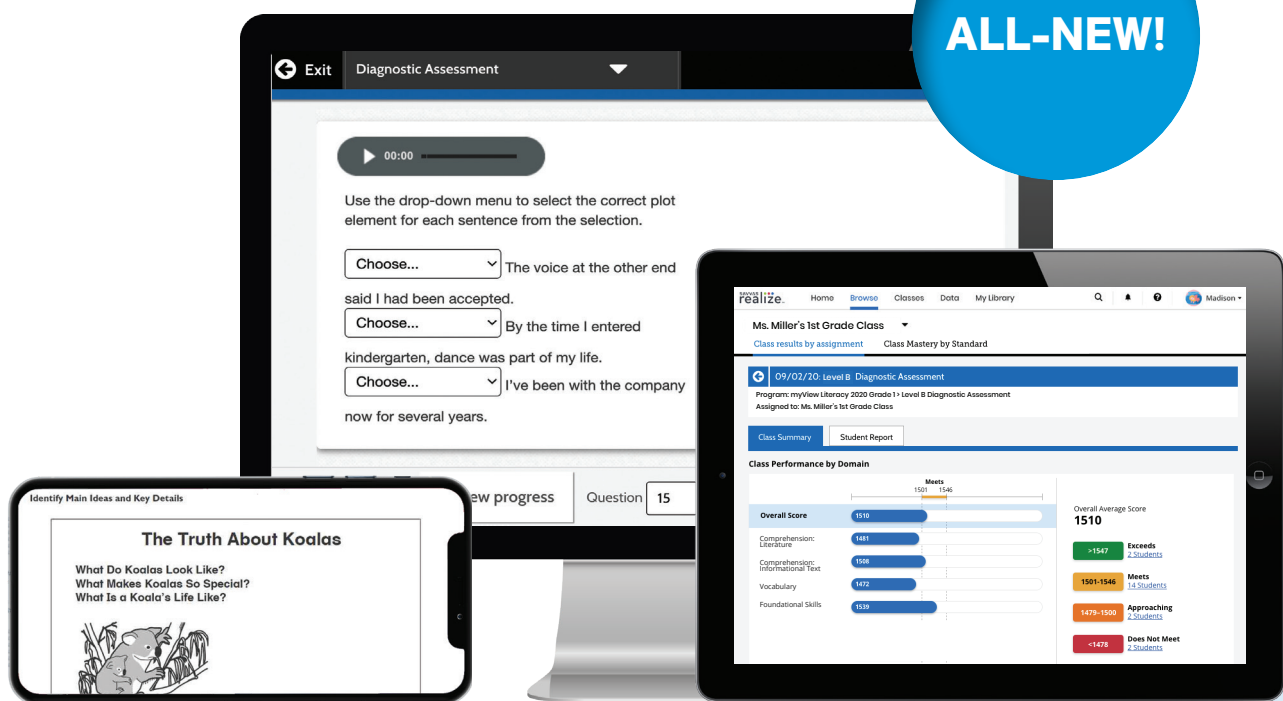 ALL-NEW!
Exit
Diagnostic Assessment
00:00
Use the drop-down menu to select the correct plot
element for each sentence from the selection.
Choose... The voice at the other end
said I had been accepted.
Choose... By the time I entered
kindergarten, dance was part of my life.
Choose... I've been with the company
now for several years.
ew progress
Question 15
Identify Main Ideas and Key Details
The Truth About Koalas
What Do Koalas Look Like?
What Makes Koalas So Special?
What Is a Koala's Life Like?
savvas
realize Home Browse Classes Data My Library Madison
Ms. Miller's 1st Grade Class
Class results by assignment Class Mastery by Standard
09/02/20: Level B Diagnostic Assessment
Program: myView Literacy 2020 Grade 1 > Level B Diagnostic Assessment
Assigned to: Ms. Miller's 1st Grade Class
Class Summary Student Report
Class Performance by Domain
Meets
1501 1546
Overall Score 1510
Comprehension:
Literature
1481
Comprehension:
Informational Text
1508
Vocabulary 1472
Foundational Skills 1539
Overall Average Score
1510
>1547
Exceeds
2 Students
1501-1546
Meets
14 Students
1479-1500
Approaching
2 Students
<1478
Does Not Meet
2 Students